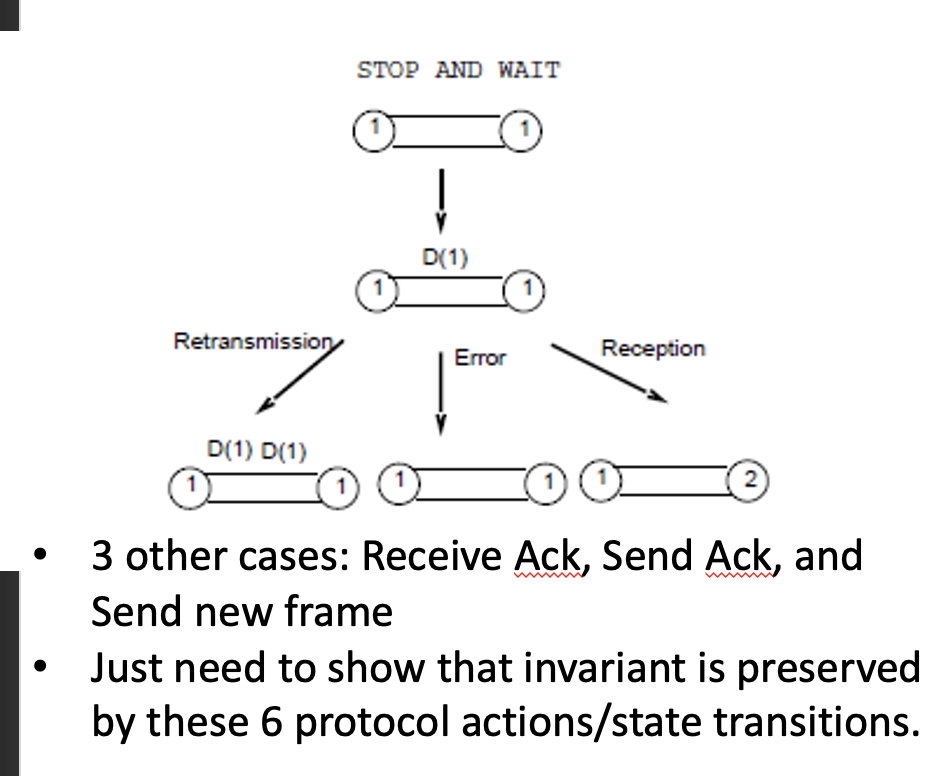 STOP AND WAIT
1 1
D(1)
1 1
Retransmission Error Reception
D(1) D(1)
1 1 1 1 1 2
• 3 other cases: Receive Ack, Send Ack, and
Send new frame
• Just need to show that invariant is preserved
by these 6 protocol actions/state transitions.